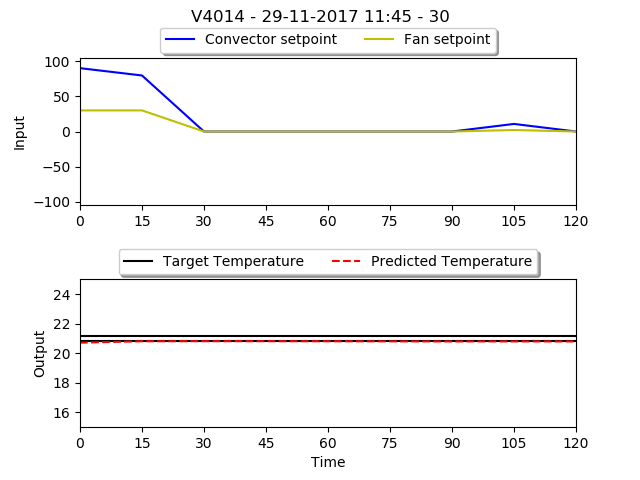 V4014 - 29-11-2017 11:45 - 30
Convector setpoint Fan setpoint
100
50
0
−50
−100
Input
0 15 30 45 60 75 90 105 120
Target Temperature Predicted Temperature
24
22
20
18
16
Output
0 15 30 45 60 75 90 105 120
Time